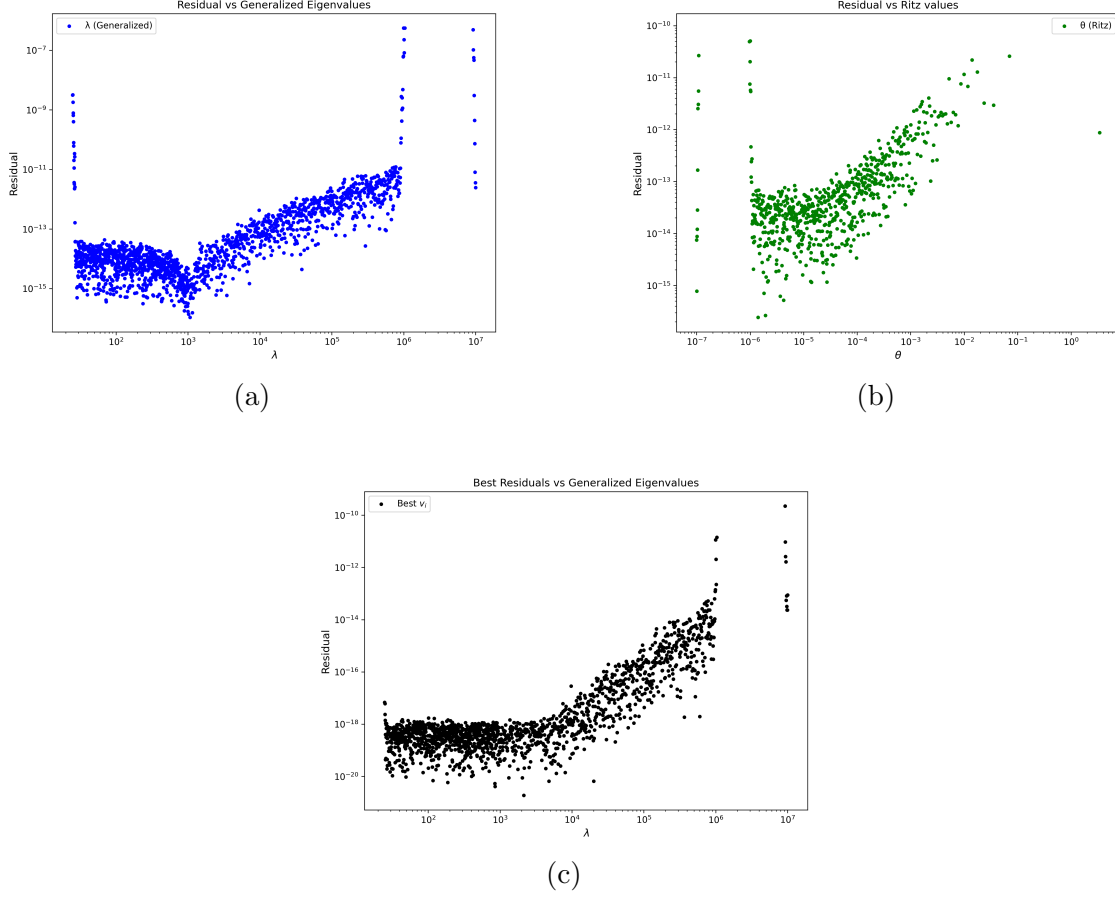 Residual vs Generalized Eigenvalues
λ (Generalized)
10⁻⁷
10⁻⁹
10⁻¹¹
10⁻¹³
10⁻¹⁵
Residual
10² 10³ 10⁴ 10⁵ 10⁶ 10⁷
λ
(a)
Residual vs Ritz values
θ (Ritz)
10⁻¹⁰
10⁻¹¹
10⁻¹²
10⁻¹³
10⁻¹⁴
10⁻¹⁵
Residual
10⁻⁷ 10⁻⁶ 10⁻⁵ 10⁻⁴ 10⁻³ 10⁻² 10⁻¹ 10⁰
θ
(b)
Best Residuals vs Generalized Eigenvalues
Best vᵢ
10⁻¹⁰
10⁻¹²
10⁻¹⁴
10⁻¹⁶
10⁻¹⁸
10⁻²⁰
Residual
10² 10³ 10⁴ 10⁵ 10⁶ 10⁷
λ
(c)